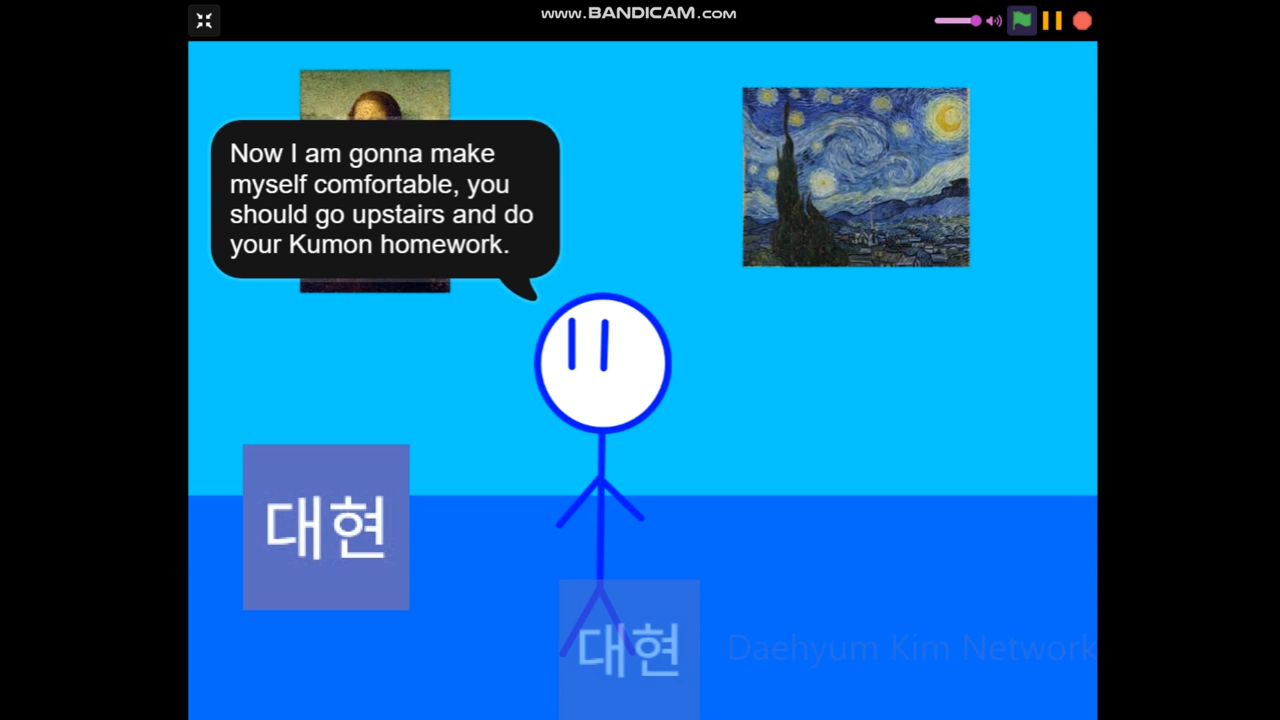 www.BANDICAM.com
Now I am gonna make
myself comfortable, you
should go upstairs and do
your Kumon homework.
대현
대현
Daehyum Kim Network